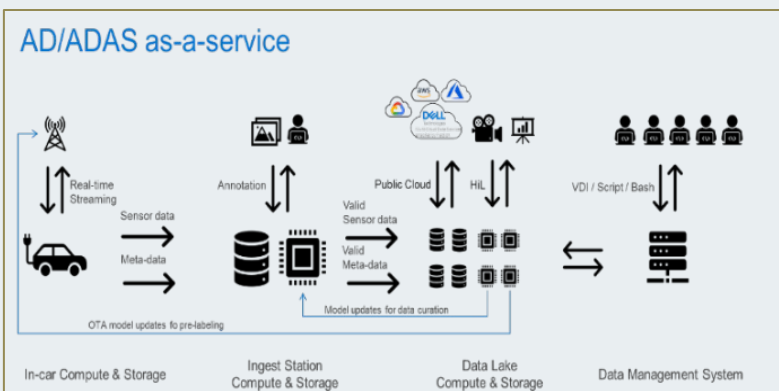 AD/ADAS as-a-service
aws
DELL
Technologies
Real-time
Streaming
Annotation
Public Cloud
HiL
VDI / Script / Bash
Sensor data
Meta-data
Valid
Sensor data
Valid
Meta-data
Model updates for data curation
OTA model updates fo pre-labeling
In-car Compute & Storage
Ingest Station
Compute & Storage
Data Lake
Compute & Storage
Data Management System